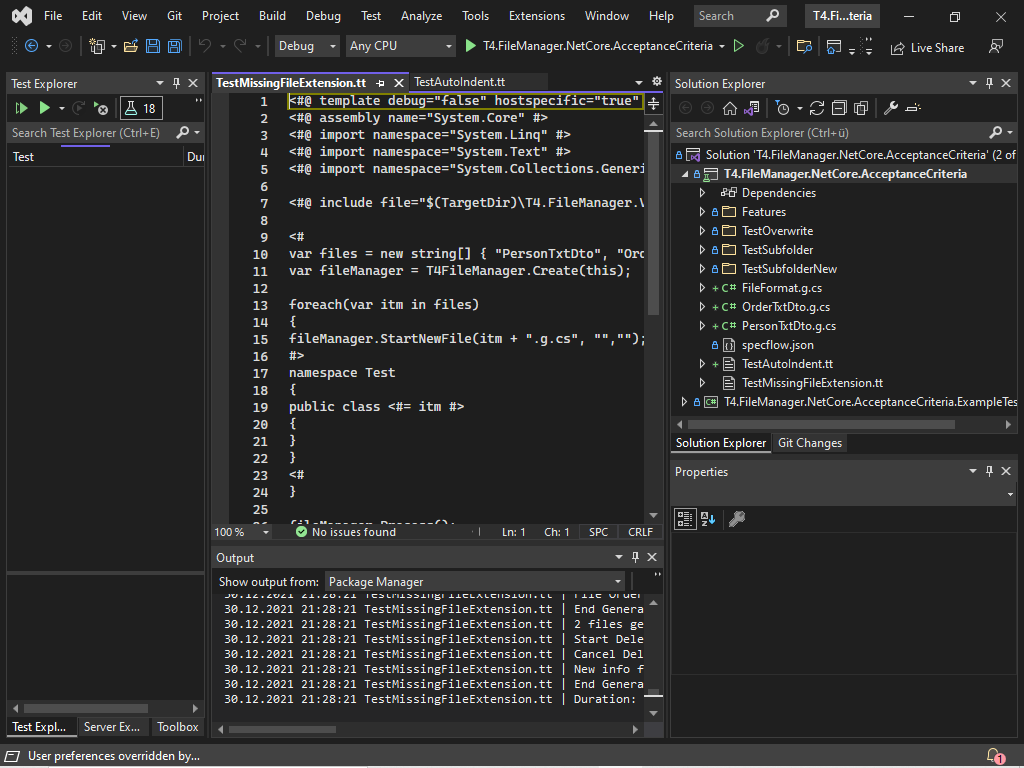 File Edit View Git Project Build Debug Test Analyze Tools Extensions Window Help Search T4.Fi...teria
Debug Any CPU T4.FileManager.NetCore.AcceptanceCriteria Live Share
Test Explorer
18
Search Test Explorer (Ctrl+E)
Test Dur
Test Expl... Server Ex... Toolbox
TestMissingFileExtension.tt TestAutoIndent.tt
1 <#@ template debug="false" hostspecific="true"
2 <#@ assembly name="System.Core" #>
3 <#@ import namespace="System.Linq" #>
4 <#@ import namespace="System.Text" #>
5 <#@ import namespace="System.Collections.Generi
6
7 <#@ include file="$(TargetDir)\T4.FileManager.V
8
9 <#
10 var files = new string[] { "PersonTxtDto", "Ord
11 var fileManager = T4FileManager.Create(this);
12
13 foreach(var itm in files)
14 {
15 fileManager.StartNewFile(itm + ".g.cs", "","");
16 #>
17 namespace Test
18 {
19 public class <#= itm #>
20 {
21 }
22 }
23 <#
24 }
25
26 fileManager.Process();
100 % No issues found Ln: 1 Ch: 1 SPC CRLF
Output
Show output from: Package Manager
30.12.2021 21:28:21 TestMissingFileExtension.tt | File Order
30.12.2021 21:28:21 TestMissingFileExtension.tt | End Genera
30.12.2021 21:28:21 TestMissingFileExtension.tt | 2 files ge
30.12.2021 21:28:21 TestMissingFileExtension.tt | Start Dele
30.12.2021 21:28:21 TestMissingFileExtension.tt | Cancel Del
30.12.2021 21:28:21 TestMissingFileExtension.tt | New info f
30.12.2021 21:28:21 TestMissingFileExtension.tt | End Genera
30.12.2021 21:28:21 TestMissingFileExtension.tt | Duration:
Solution Explorer
Search Solution Explorer (Ctrl+ü)
Solution 'T4.FileManager.NetCore.AcceptanceCriteria' (2 of
T4.FileManager.NetCore.AcceptanceCriteria
Dependencies
Features
TestOverwrite
TestSubfolder
TestSubfolderNew
+ C# FileFormat.g.cs
+ C# OrderTxtDto.g.cs
+ C# PersonTxtDto.g.cs
specflow.json
+ TestAutoIndent.tt
TestMissingFileExtension.tt
C# T4.FileManager.NetCore.AcceptanceCriteria.ExampleTes
Solution Explorer Git Changes
Properties
User preferences overridden by... 1